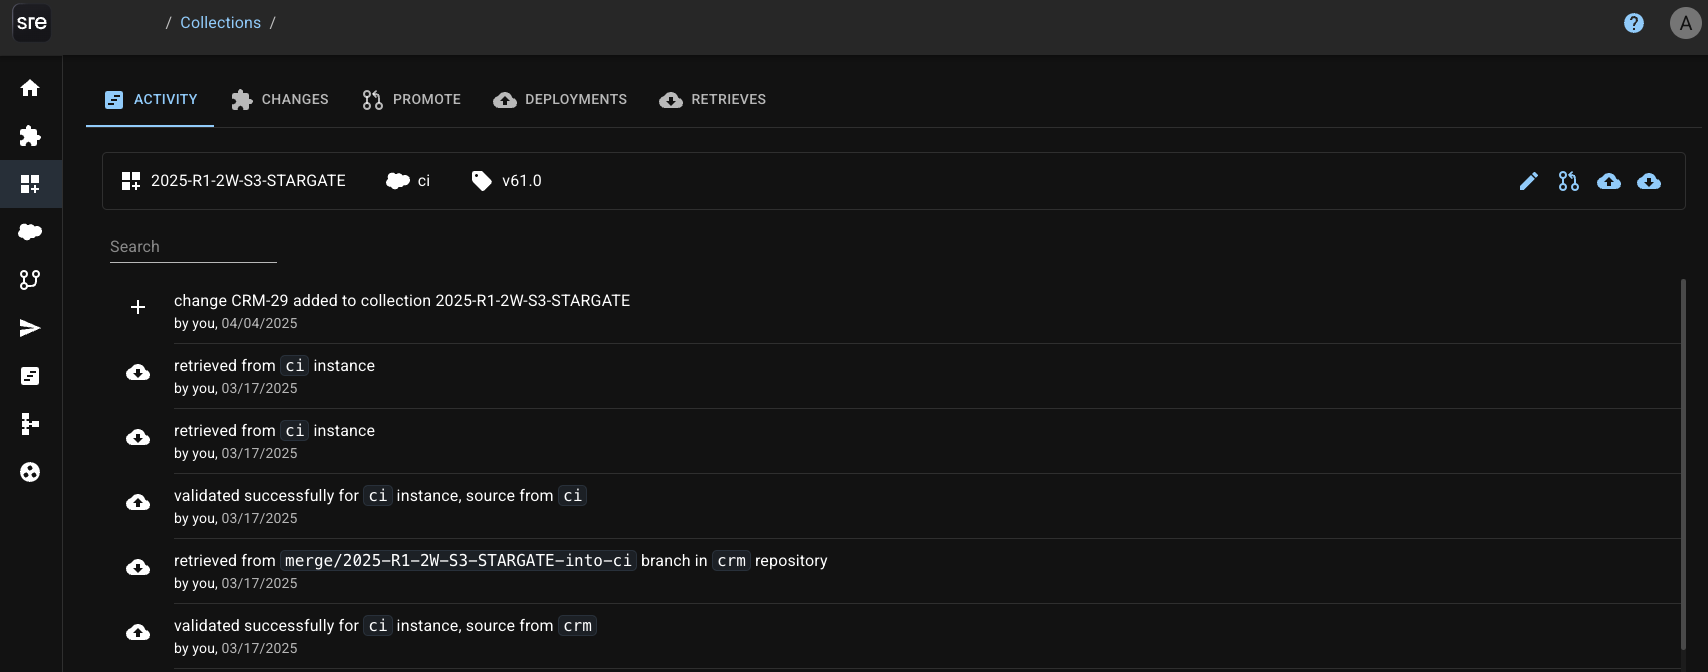 sre / Collections / ? A
ACTIVITY CHANGES PROMOTE DEPLOYMENTS RETRIEVES
2025-R1-2W-S3-STARGATE ci v61.0
Search
change CRM-29 added to collection 2025-R1-2W-S3-STARGATE
by you, 04/04/2025
retrieved from ci instance
by you, 03/17/2025
retrieved from ci instance
by you, 03/17/2025
validated successfully for ci instance, source from ci
by you, 03/17/2025
retrieved from merge/2025-R1-2W-S3-STARGATE-into-ci branch in crm repository
by you, 03/17/2025
validated successfully for ci instance, source from crm
by you, 03/17/2025